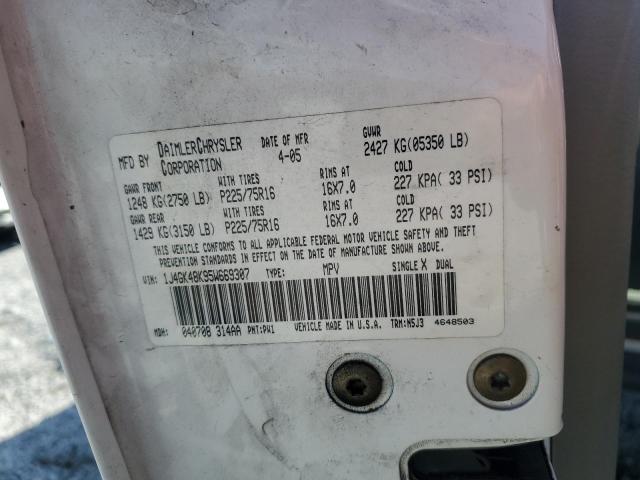 MFD BY DAIMLERCHRYSLER CORPORATION DATE OF MFR 4-05 GVWR 2427 KG(05350 LB)
GAWR FRONT WITH TIRES RIMS AT COLD
1248 KG(2750 LB) P225/75R16 16X7.0 227 KPA( 33 PSI)
GAWR REAR WITH TIRES RIMS AT COLD
1429 KG(3150 LB) P225/75R16 16X7.0 227 KPA( 33 PSI)
THIS VEHICLE CONFORMS TO ALL APPLICABLE FEDERAL MOTOR VEHICLE SAFETY AND THEFT
PREVENTION STANDARDS IN EFFECT ON THE DATE OF MANUFACTURE SHOWN ABOVE.
VIN: 1J4GK48K95W669307 TYPE: MPV SINGLE X DUAL
MDH: 040708 314AA PNT:PW1 VEHICLE MADE IN U.S.A. TRM:N5J3 4648503